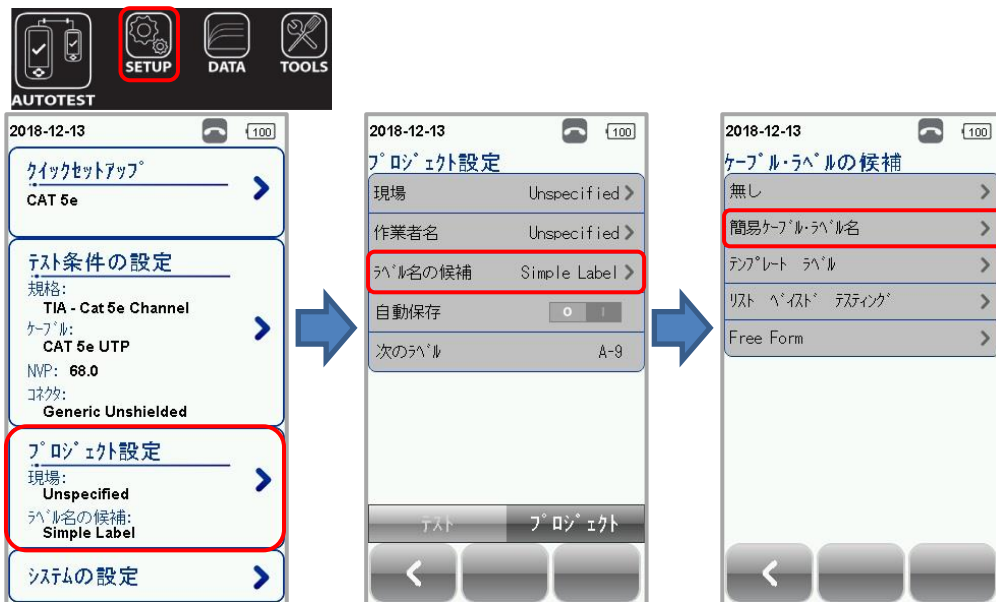 SETUP
DATA
TOOLS
AUTOTEST
2018-12-13
100
クイックセットアップ
CAT 5e
テスト条件の設定
規格:
TIA - Cat 5e Channel
ケーブル:
CAT 5e UTP
NVP: 68.0
コネクタ:
Generic Unshielded
プロジェクト設定
現場:
Unspecified
ラベル名の候補:
Simple Label
システムの設定
2018-12-13
100
プロジェクト設定
現場 Unspecified
作業者名 Unspecified
ラベル名の候補 Simple Label
自動保存 O I
次のラベル A-9
テスト プロジェクト
2018-12-13
100
ケーブル・ラベルの候補
無し
簡易ケーブル・ラベル名
テンプレート ラベル
リスト ベイスド テスティング
Free Form